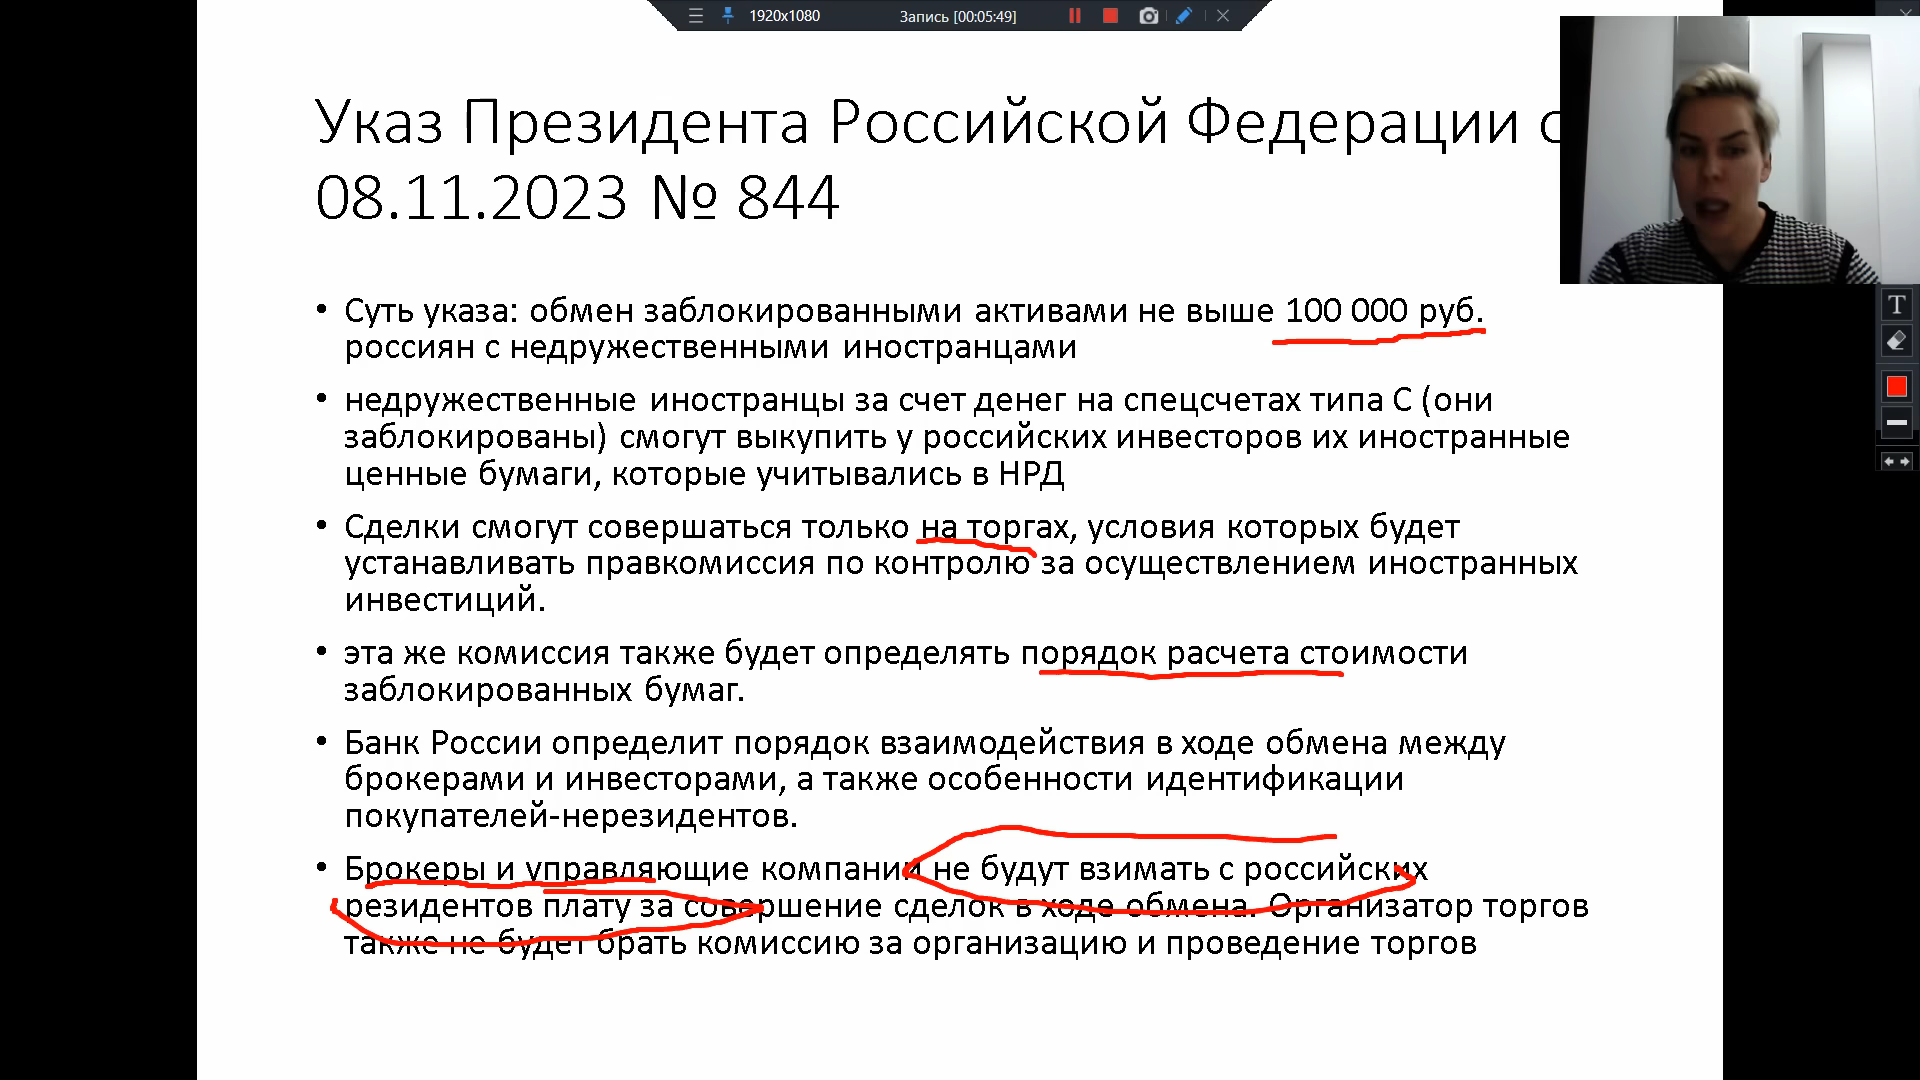 1920x1080
Запись [00:05:49]
Указ Президента Российской Федерации о
08.11.2023 № 844
• Суть указа: обмен заблокированными активами не выше 100 000 руб.
россиян с недружественными иностранцами
• недружественные иностранцы за счет денег на спецсчетах типа С (они
заблокированы) смогут выкупить у российских инвесторов их иностранные
ценные бумаги, которые учитывались в НРД
• Сделки смогут совершаться только на торгах, условия которых будет
устанавливать правкомиссия по контролю за осуществлением иностранных
инвестиций.
• эта же комиссия также будет определять порядок расчета стоимости
заблокированных бумаг.
• Банк России определит порядок взаимодействия в ходе обмена между
брокерами и инвесторами, а также особенности идентификации
покупателей-нерезидентов.
• Брокеры и управляющие компании не будут взимать с российских
резидентов плату за совершение сделок в ходе обмена. Организатор торгов
также не будет брать комиссию за организацию и проведение торгов
T